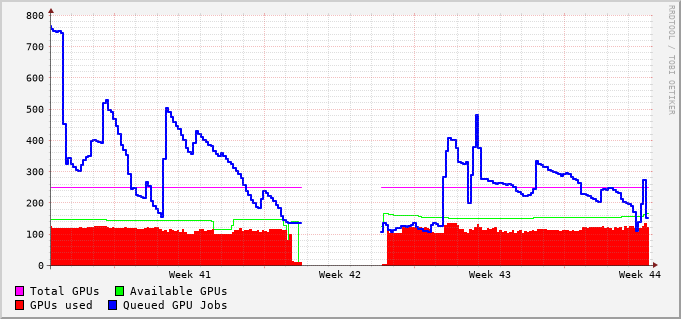 800
700
600
500
400
300
200
100
0
Week 41 Week 42 Week 43 Week 44
Total GPUs Available GPUs
GPUs used Queued GPU Jobs
RRDTOOL / TOBI OETIKER